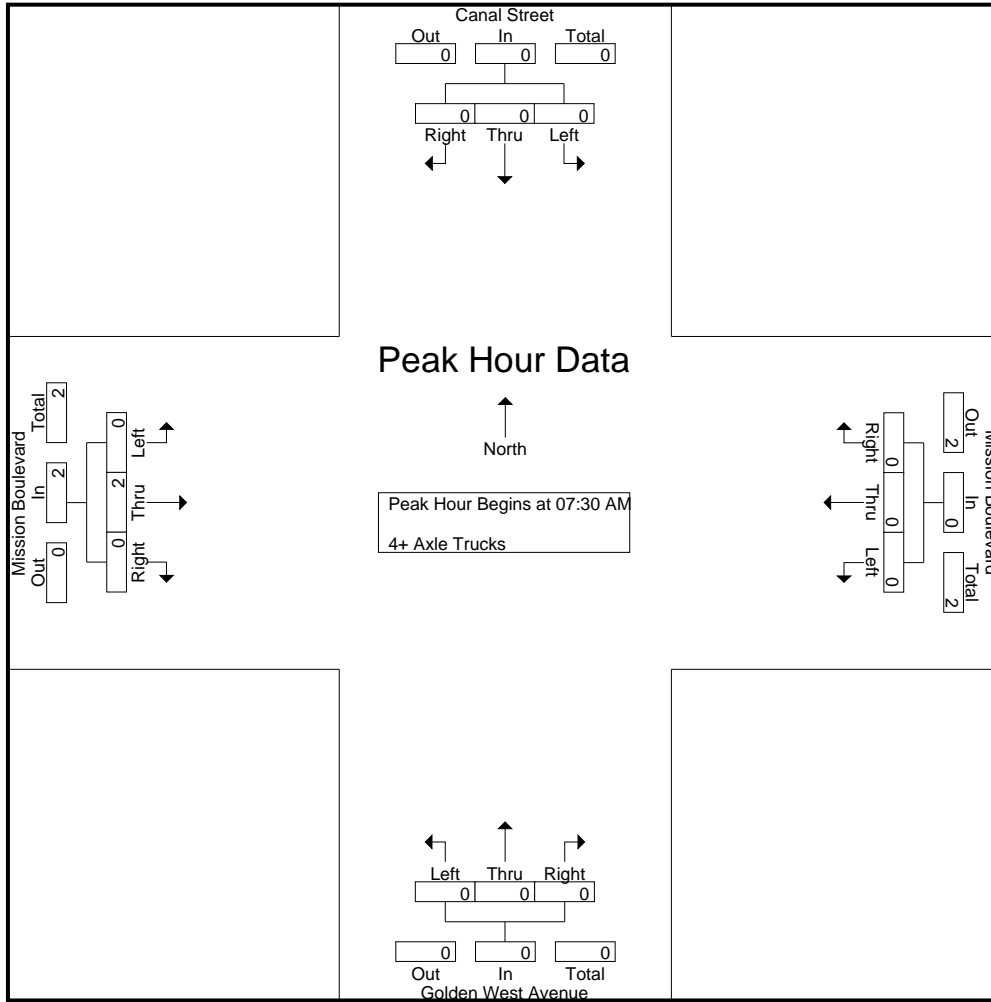 Canal Street
Out In Total
0 0 0
0 0 0
Right Thru Left
Peak Hour Data
North
Peak Hour Begins at 07:30 AM
4+ Axle Trucks
Mission Boulevard
Out In Total
0 2 2
0 2 0
Right Thru Left
Mission Boulevard
Out In Total
2 0 2
0 0 0
Right Thru Left
Left Thru Right
0 0 0
0 0 0
Out In Total
Golden West Avenue